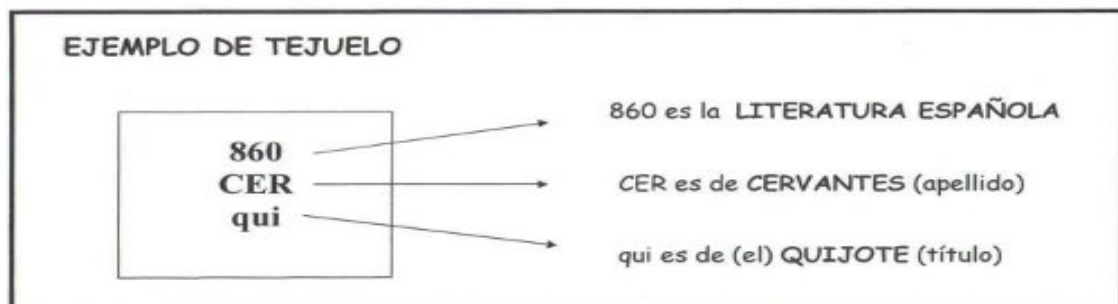 EJEMPLO DE TEJUELO
860
CER
qui
860 es la LITERATURA ESPAÑOLA
CER es de CERVANTES (apellido)
qui es de (el) QUIJOTE (título)